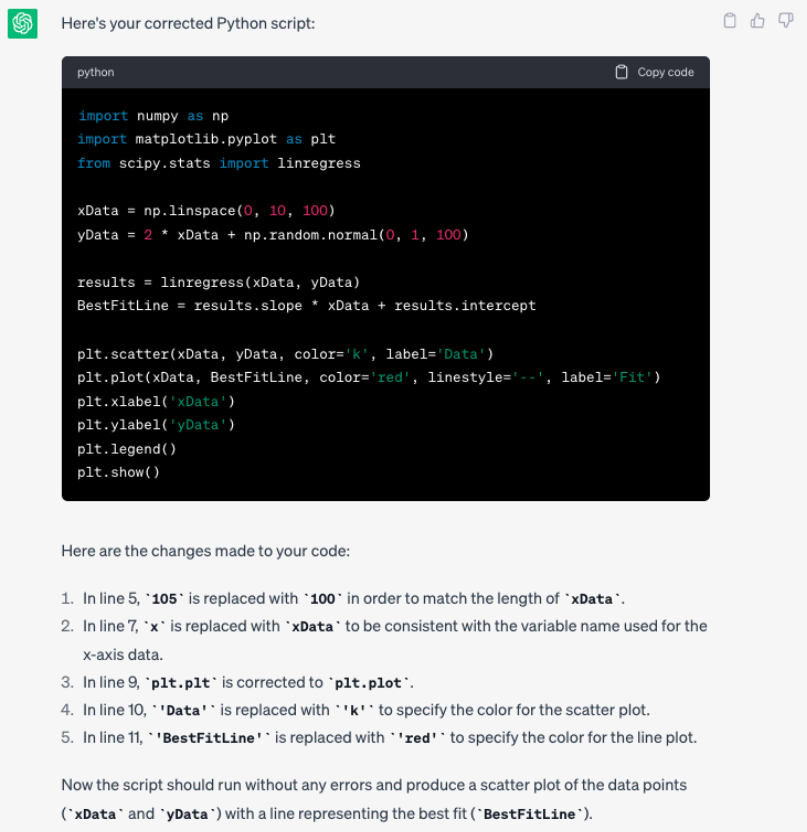 Here's your corrected Python script:
python
Copy code
import numpy as np
import matplotlib.pyplot as plt
from scipy.stats import linregress
xData = np.linspace(0, 10, 100)
yData = 2 * xData + np.random.normal(0, 1, 100)
results = linregress(xData, yData)
BestFitLine = results.slope * xData + results.intercept
plt.scatter(xData, yData, color='k', label='Data')
plt.plot(xData, BestFitLine, color='red', linestyle='--', label='Fit')
plt.xlabel('xData')
plt.ylabel('yData')
plt.legend()
plt.show()
Here are the changes made to your code:
1. In line 5, `105` is replaced with `100` in order to match the length of `xData`.
2. In line 7, `x` is replaced with `xData` to be consistent with the variable name used for the
x-axis data.
3. In line 9, `plt.plt` is corrected to `plt.plot`.
4. In line 10, `'Data'` is replaced with `'k'` to specify the color for the scatter plot.
5. In line 11, `'BestFitLine'` is replaced with `'red'` to specify the color for the line plot.
Now the script should run without any errors and produce a scatter plot of the data points
(`xData` and `yData`) with a line representing the best fit (`BestFitLine`).